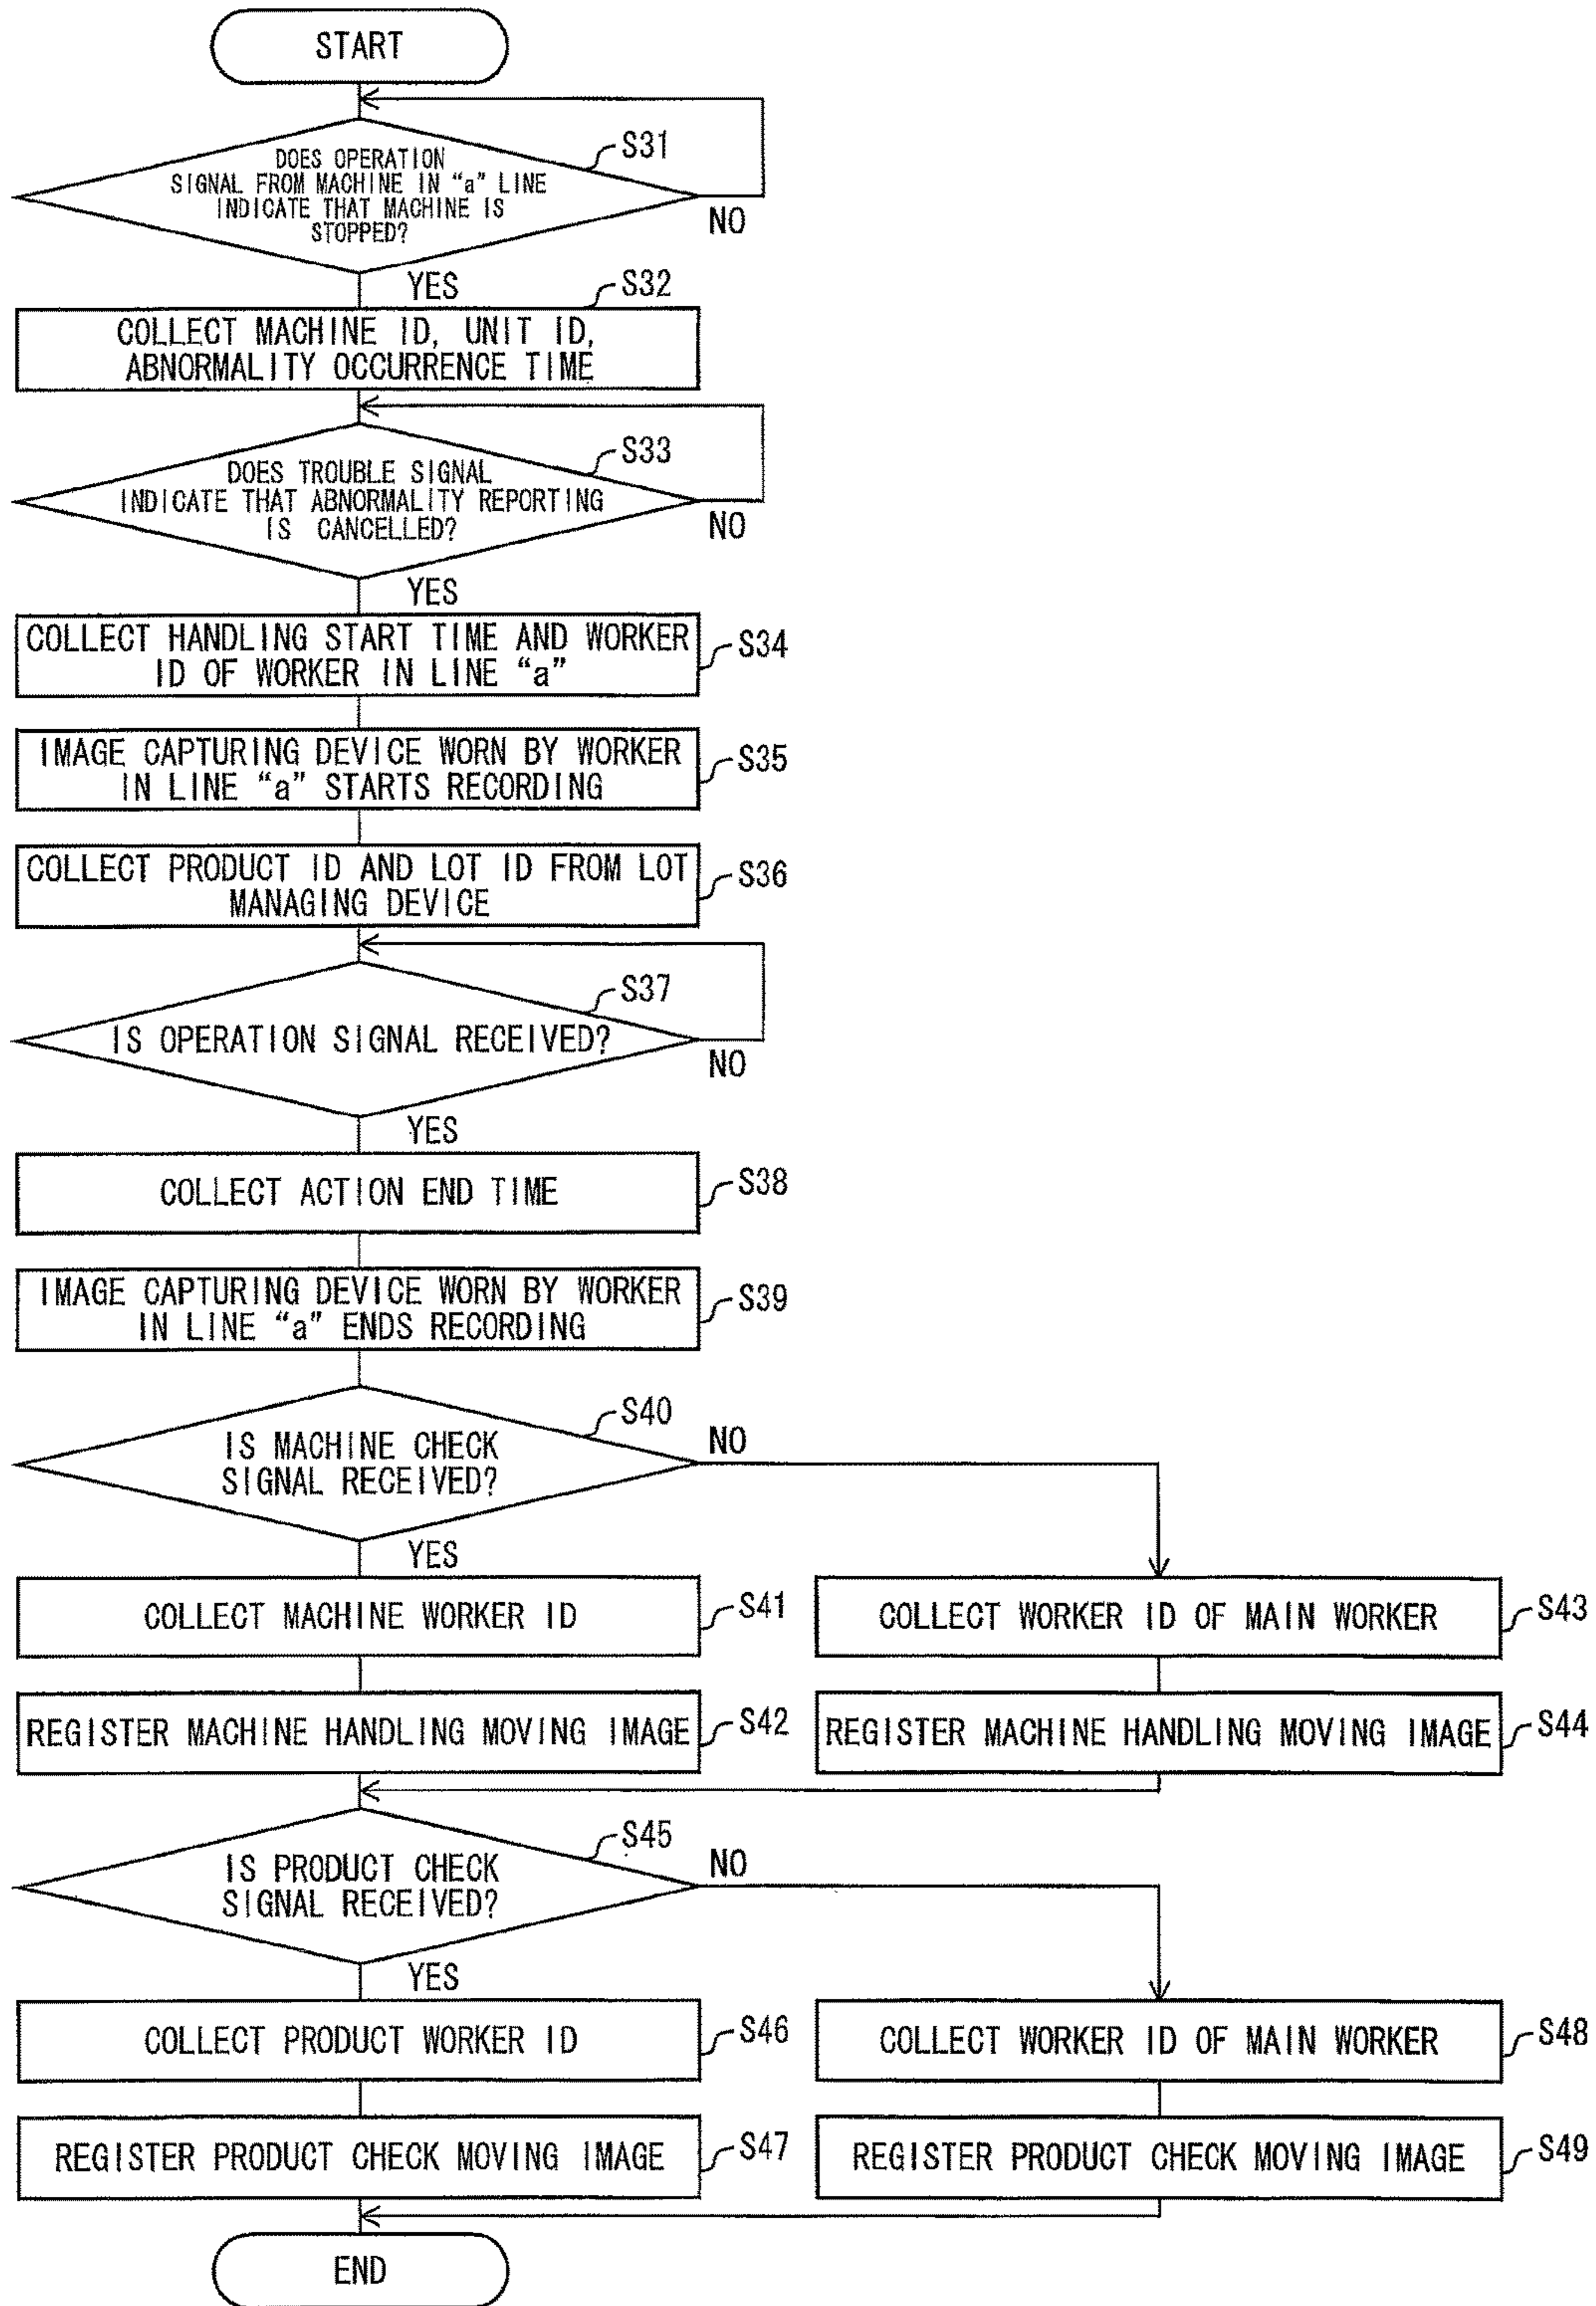 START
S31
DOES OPERATION
SIGNAL FROM MACHINE IN “a” LINE
INDICATE THAT MACHINE IS
STOPPED?
NO
YES
S32
COLLECT MACHINE ID, UNIT ID,
ABNORMALITY OCCURRENCE TIME
S33
DOES TROUBLE SIGNAL
INDICATE THAT ABNORMALITY REPORTING
IS CANCELLED?
NO
YES
COLLECT HANDLING START TIME AND WORKER
ID OF WORKER IN LINE “a”
S34
IMAGE CAPTURING DEVICE WORN BY WORKER
IN LINE “a” STARTS RECORDING
S35
COLLECT PRODUCT ID AND LOT ID FROM LOT
MANAGING DEVICE
S36
S37
IS OPERATION SIGNAL RECEIVED?
NO
YES
COLLECT ACTION END TIME
S38
IMAGE CAPTURING DEVICE WORN BY WORKER
IN LINE “a” ENDS RECORDING
S39
S40
IS MACHINE CHECK
SIGNAL RECEIVED?
NO
YES
COLLECT MACHINE WORKER ID
S41
COLLECT WORKER ID OF MAIN WORKER
S43
REGISTER MACHINE HANDLING MOVING IMAGE
S42
REGISTER MACHINE HANDLING MOVING IMAGE
S44
S45
IS PRODUCT CHECK
SIGNAL RECEIVED?
NO
YES
COLLECT PRODUCT WORKER ID
S46
COLLECT WORKER ID OF MAIN WORKER
S48
REGISTER PRODUCT CHECK MOVING IMAGE
S47
REGISTER PRODUCT CHECK MOVING IMAGE
S49
END